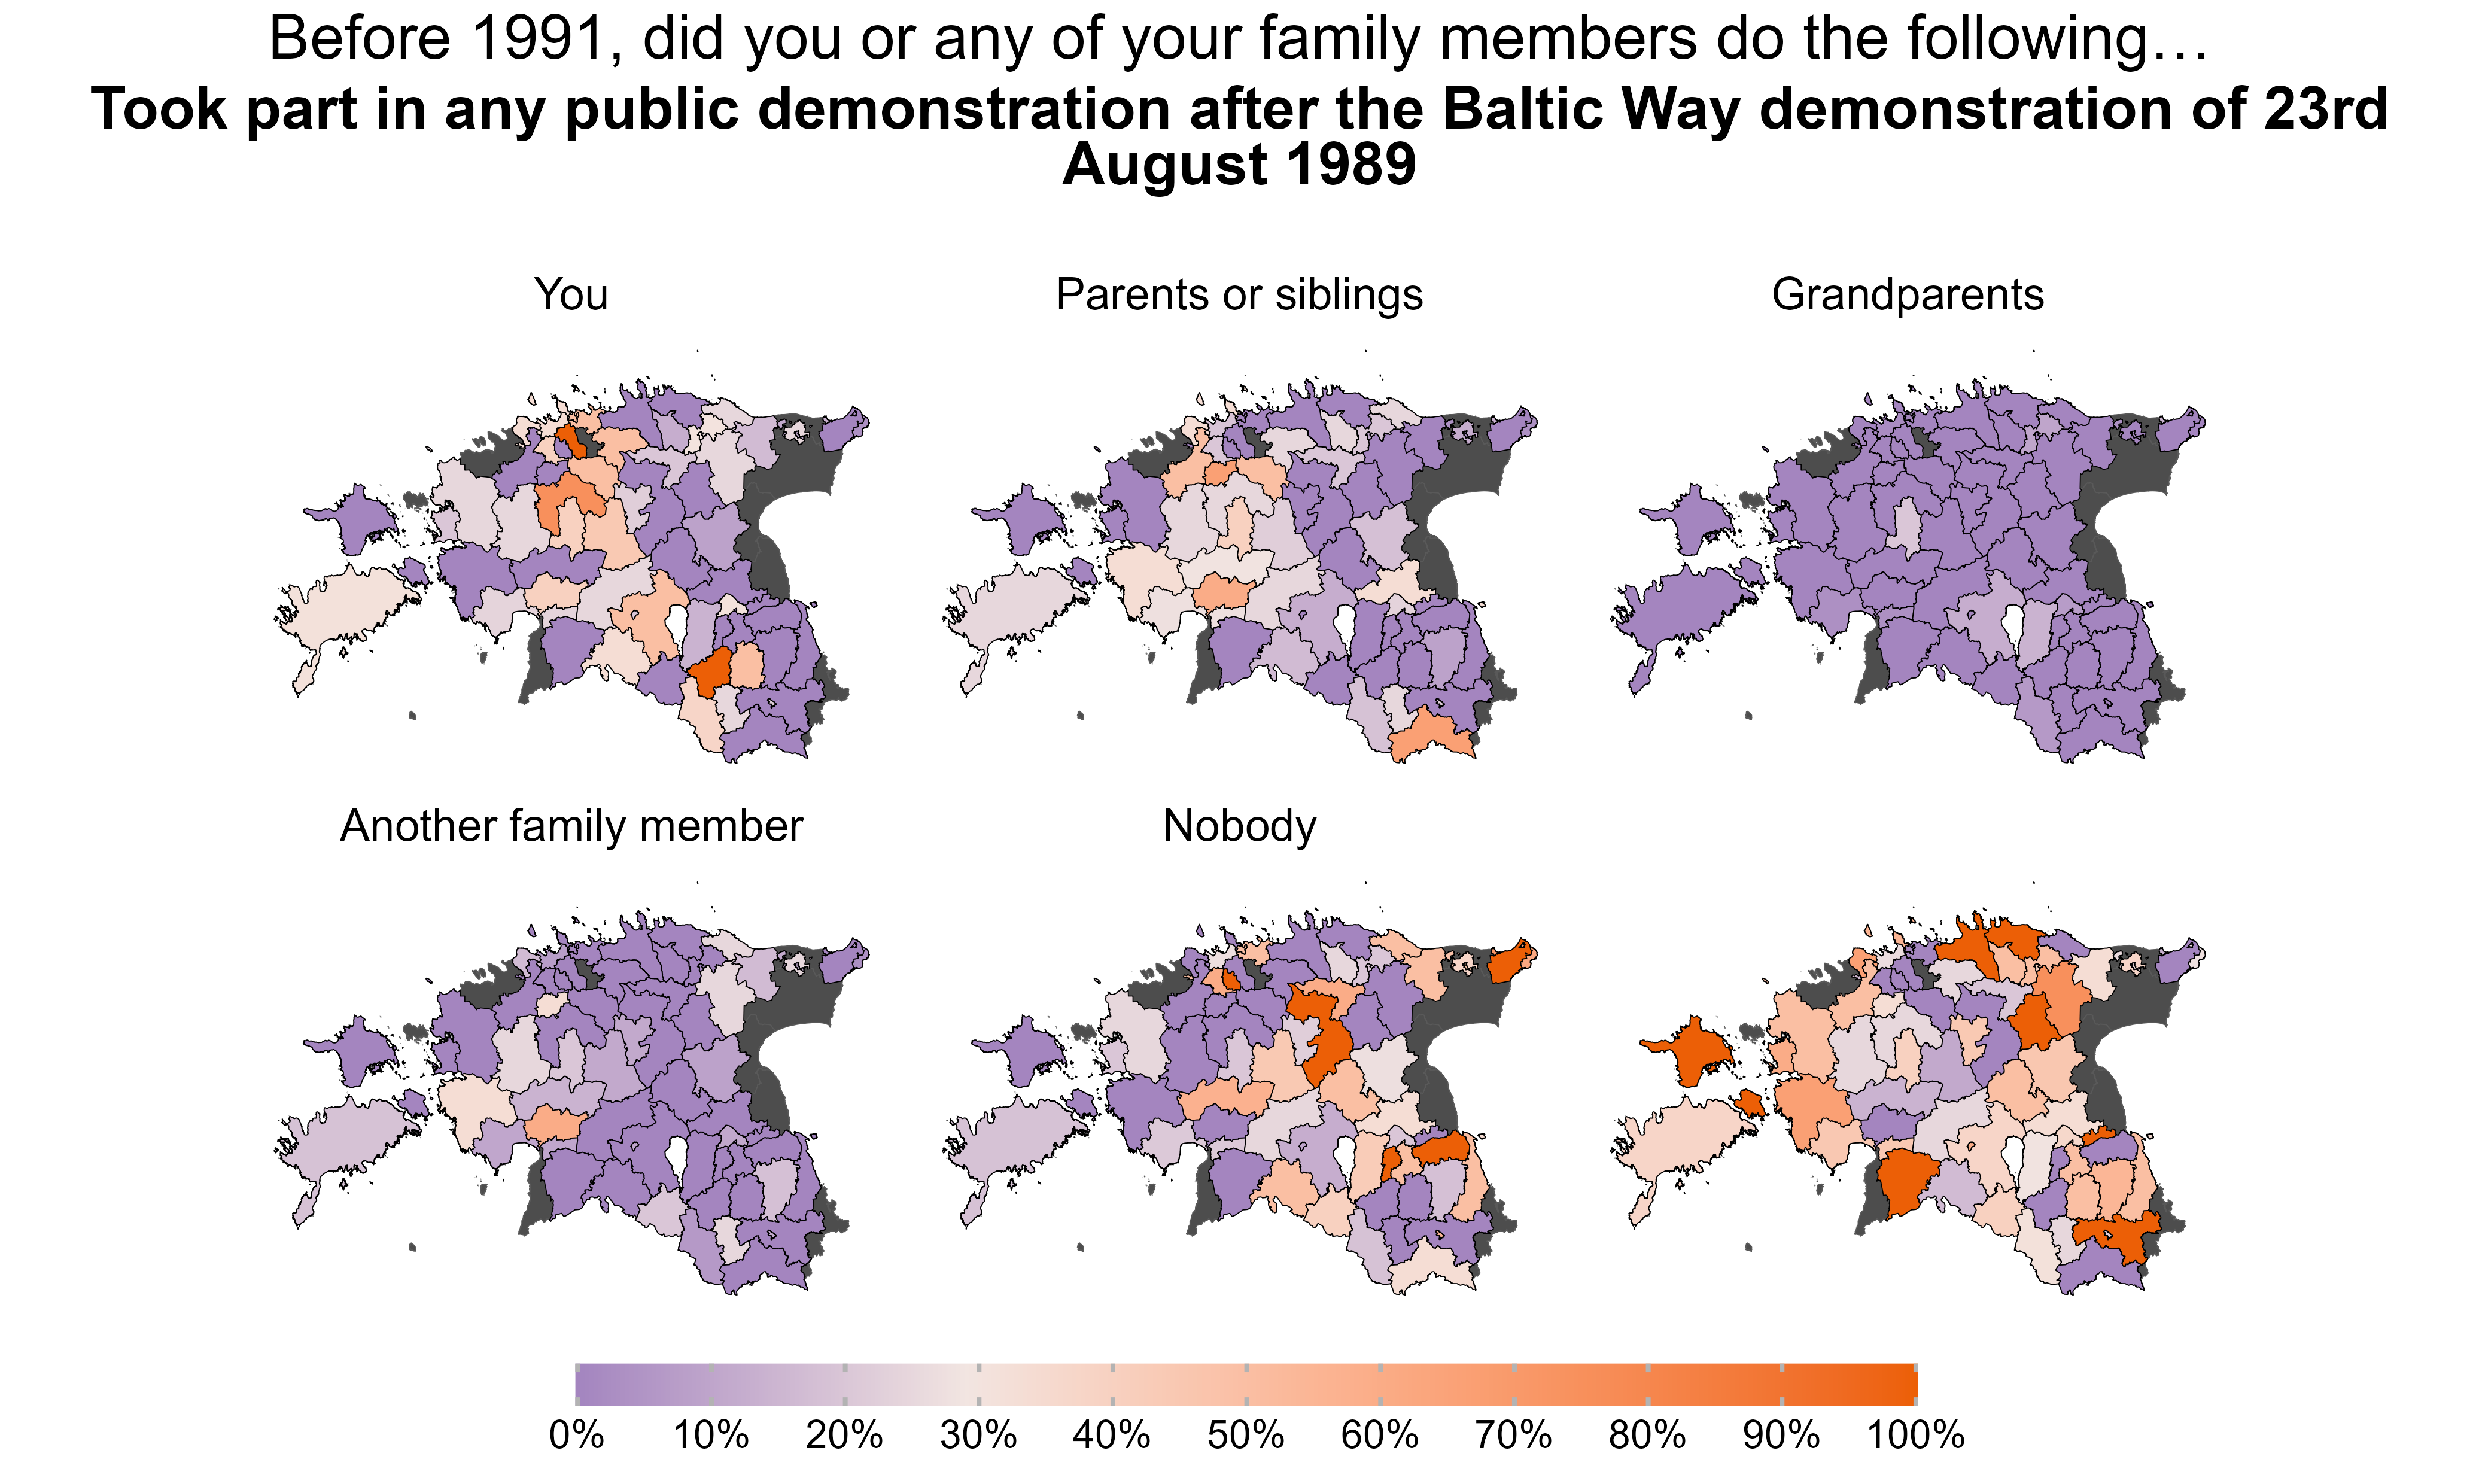 Before 1991, did you or any of your family members do the following…
Took part in any public demonstration after the Baltic Way demonstration of 23rd
August 1989
You
Parents or siblings
Grandparents
Another family member
Nobody
0%
10%
20%
30%
40%
50%
60%
70%
80%
90%
100%